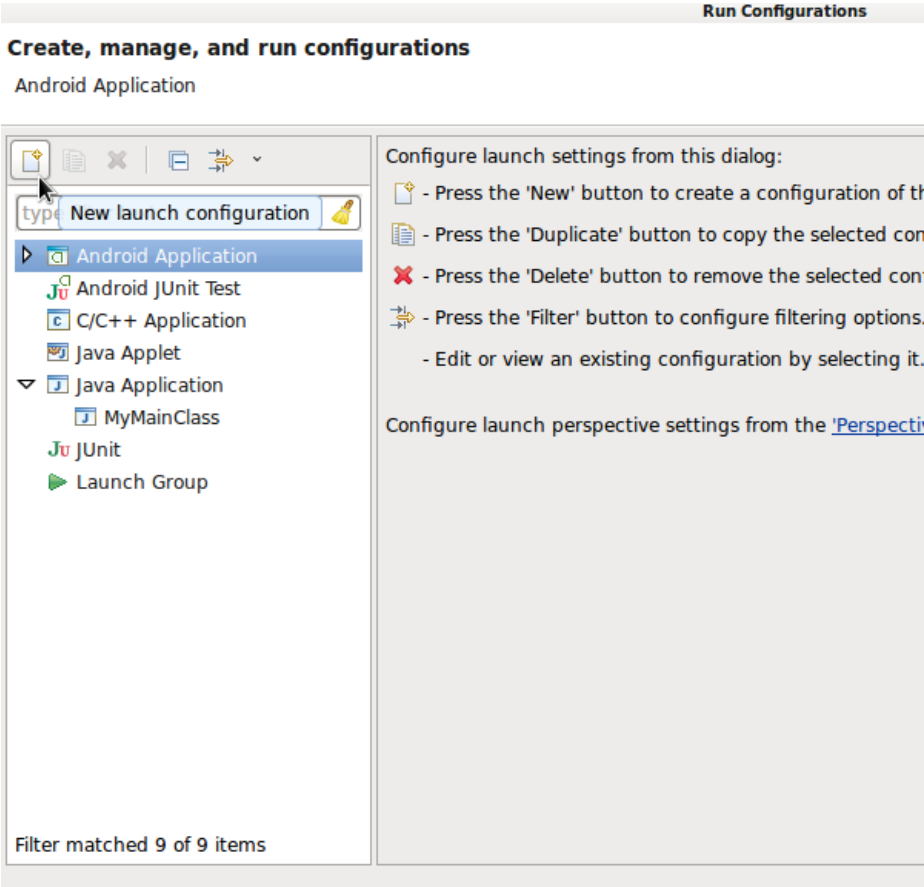 Run Configurations
Create, manage, and run configurations
Android Application
Configure launch settings from this dialog:
- Press the 'New' button to create a configuration of
type New launch configuration
- Press the 'Duplicate' button to copy the selected
- Press the 'Delete' button to remove the selected
- Press the 'Filter' button to configure filtering options.
- Edit or view an existing configuration by selecting it.
Configure launch perspective settings from the
Android Application
Android JUnit Test
C/C++ Application
Java Applet
Java Application
MyMainClass
JUnit
Launch Group
Filter matched 9 of 9 items